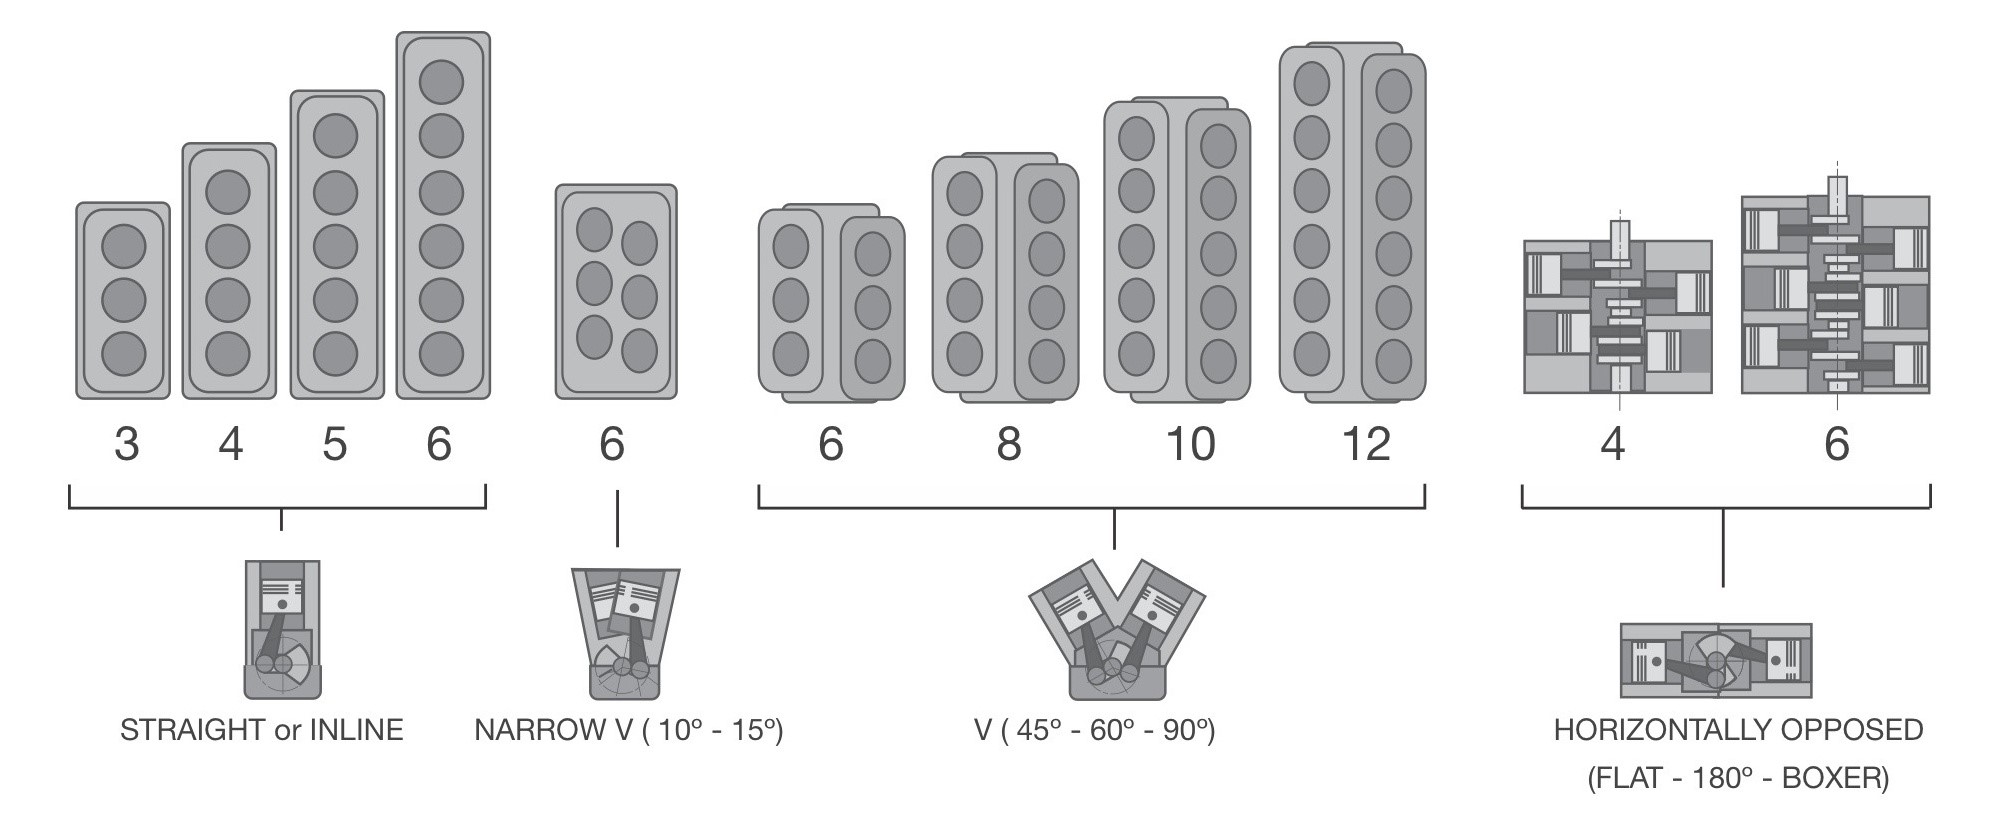 3 4 5 6 6 6 8 10 12 4 6
STRAIGHT or INLINE
NARROW V ( 10º - 15º)
V ( 45º - 60º - 90º)
HORIZONTALLY OPPOSED
(FLAT - 180º - BOXER)